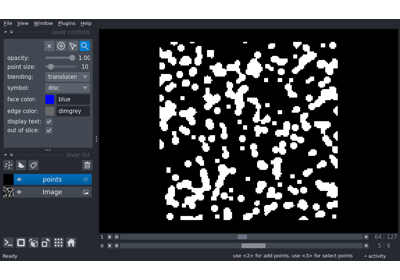 File View Window Plugins Help
layer controls
opacity: 1.00
point size: 10
blending: translucen
symbol: disc
face color: blue
edge color: dimgrey
display text:
out of slice:
layer list
points
Image
1 64 127
0 5 9
Ready use <2> for add points, use <3> for select points activity